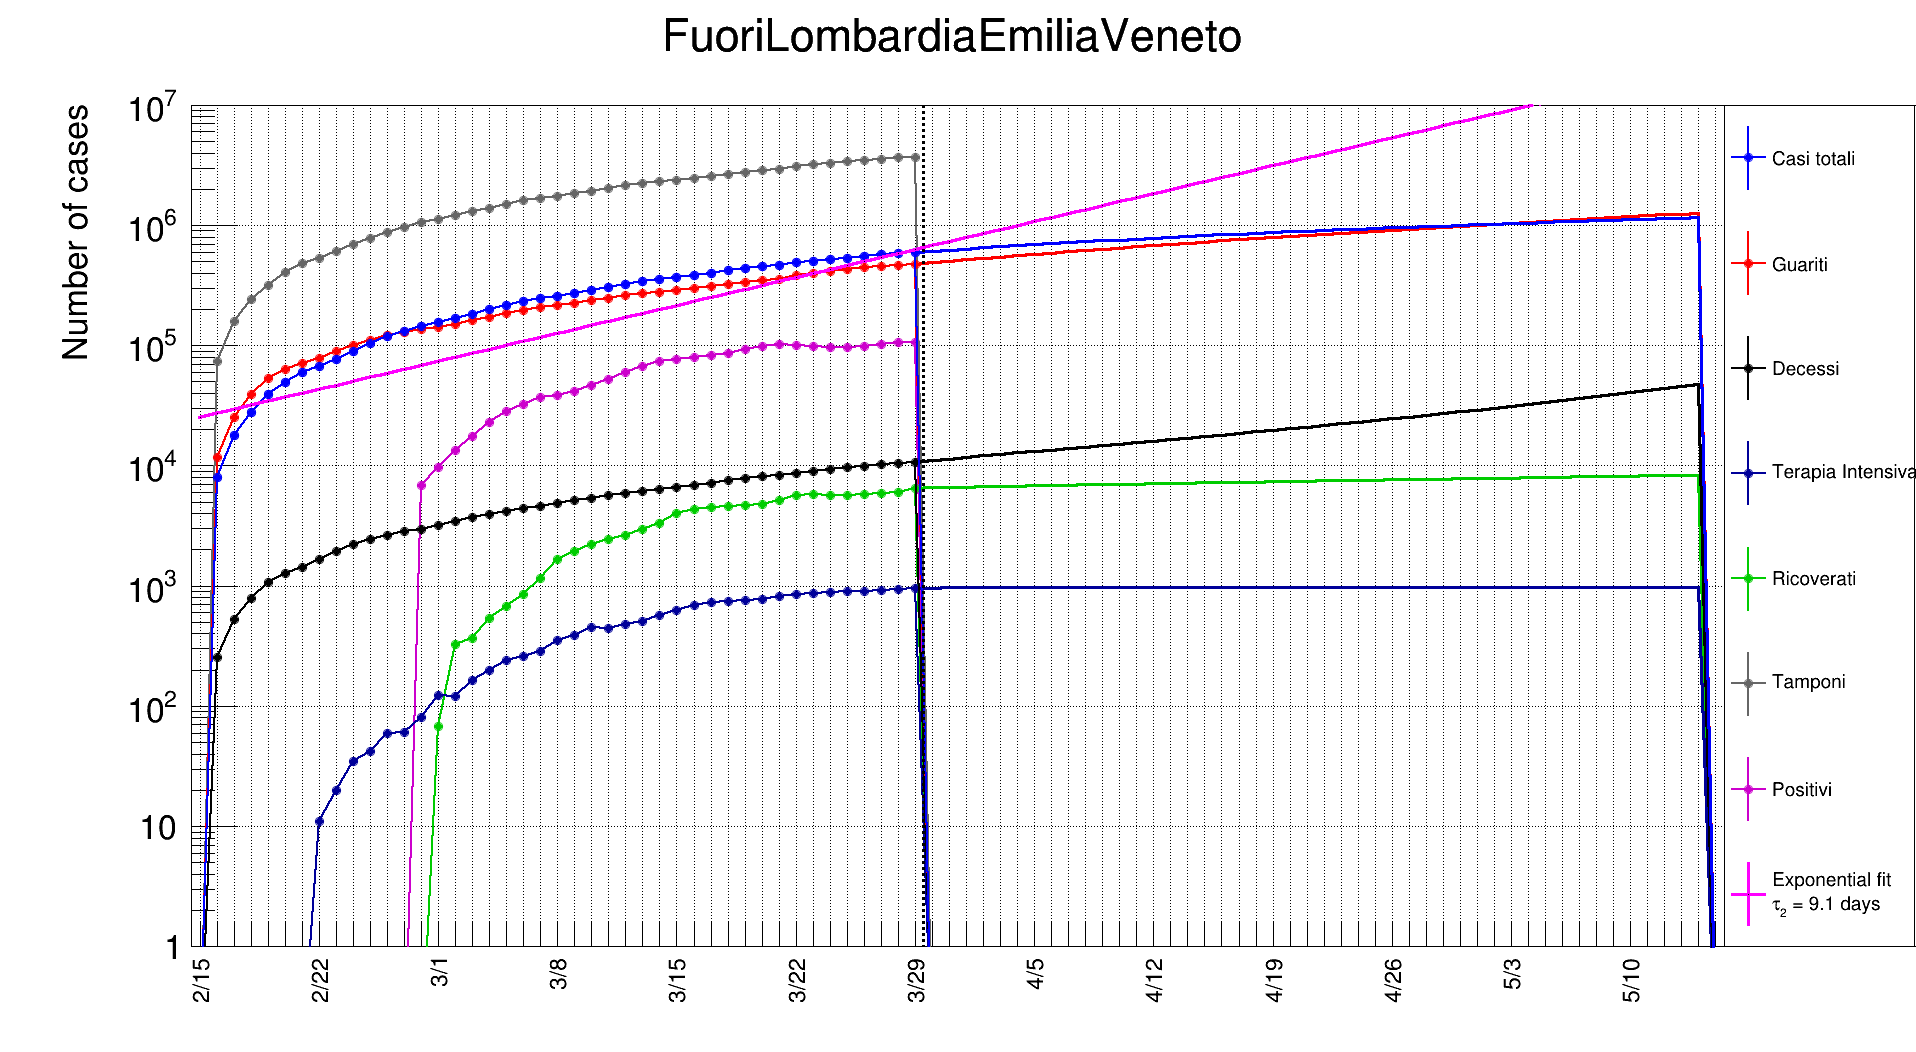 FuoriLombardiaEmiliaVeneto
Number of cases
10^7
10^6
10^5
10^4
10^3
10^2
10
1
2/15
2/22
3/1
3/8
3/15
3/22
3/29
4/5
4/12
4/19
4/26
5/3
5/10
Casi totali
Guariti
Decessi
Terapia Intensiva
Ricoverati
Tamponi
Positivi
Exponential fit
τ₂ = 9.1 days